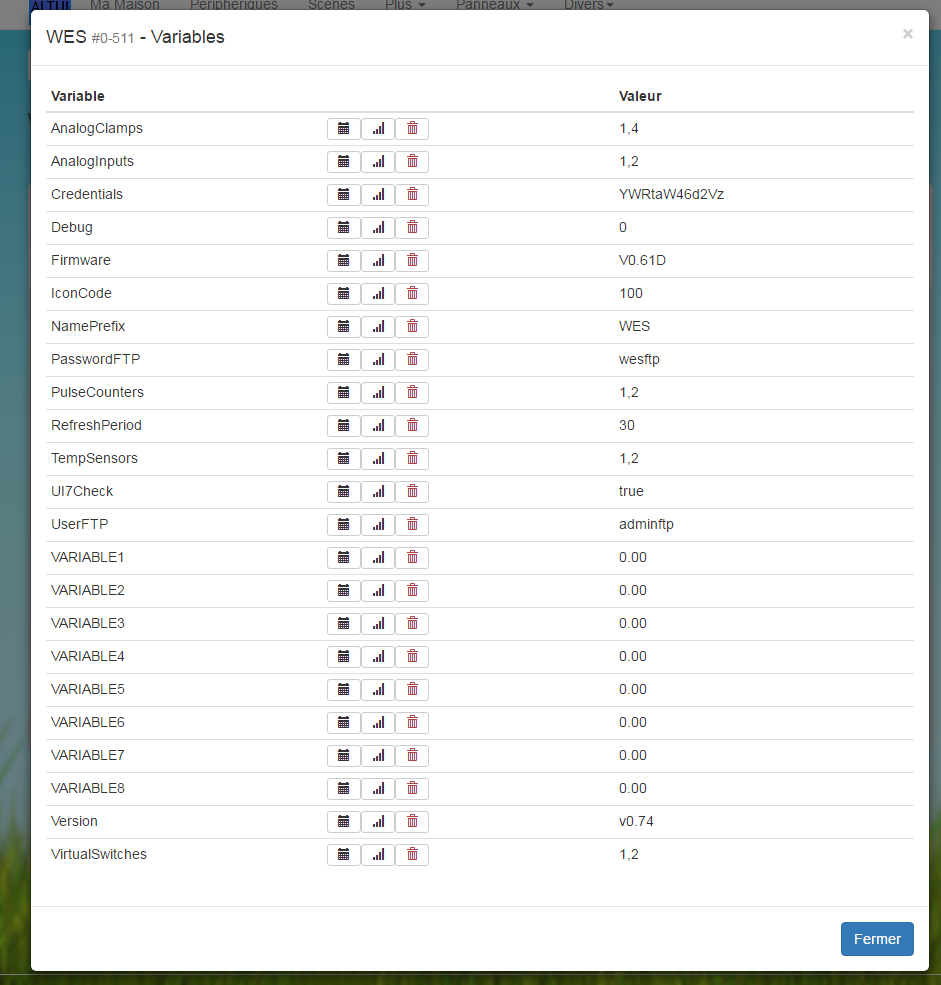 ALTUI Ma Maison Périphériques Scènes Plus Panneaux Divers
WES #0-511 - Variables ×
Variable Valeur
AnalogClamps 1,4
AnalogInputs 1,2
Credentials YWRtaW46d2Vz
Debug 0
Firmware V0.61D
IconCode 100
NamePrefix WES
PasswordFTP wesftp
PulseCounters 1,2
RefreshPeriod 30
TempSensors 1,2
UI7Check true
UserFTP adminftp
VARIABLE1 0.00
VARIABLE2 0.00
VARIABLE3 0.00
VARIABLE4 0.00
VARIABLE5 0.00
VARIABLE6 0.00
VARIABLE7 0.00
VARIABLE8 0.00
Version v0.74
VirtualSwitches 1,2
Fermer